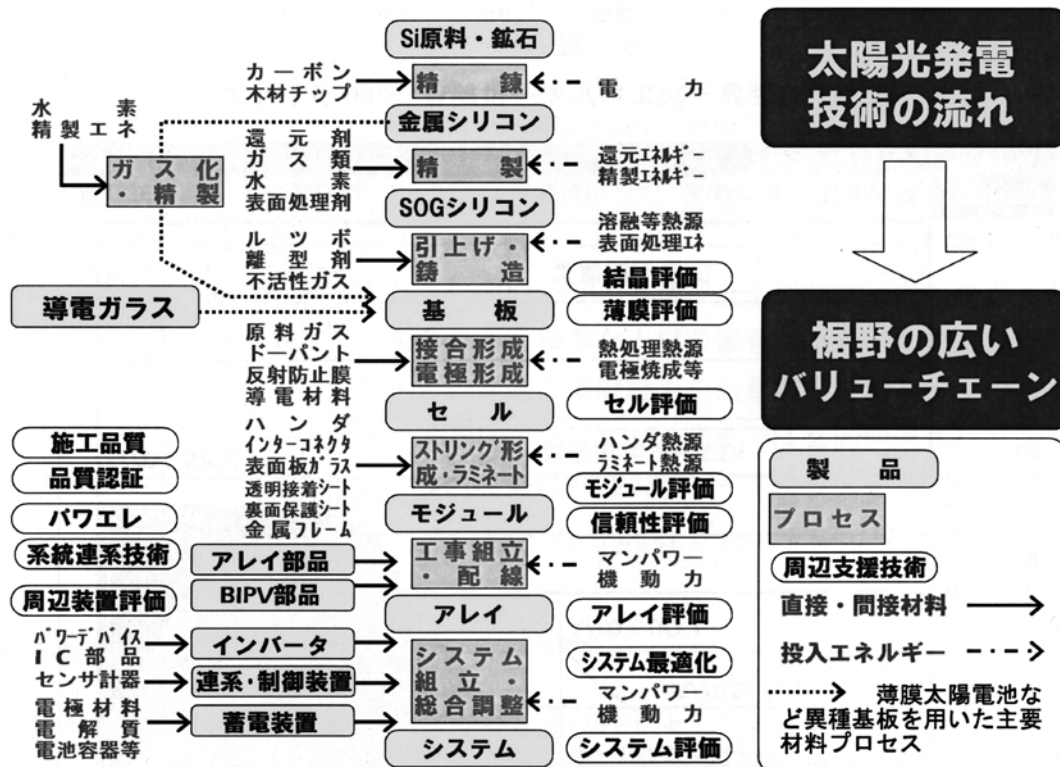 Si原料・鉱石
カーボン
木材チップ
精錬
電力
金属シリコン
水素
精製エネ
ガス化
・精製
還元剤
ガス類
水素
表面処理剤
精製
還元エネルギー
精製エネルギー
SOGシリコン
ルツボ
離型剤
不活性ガス
引上げ・
鋳造
溶融等熱源
表面処理エネ
結晶評価
導電ガラス
基板
薄膜評価
原料ガス
ドーパント
反射防止膜
導電材料
接合形成
電極形成
熱処理熱源
電極焼成等
セル
セル評価
ハンダ
インターコネクタ
表面板ガラス
透明接着シート
裏面保護シート
金属フレーム
ストリング形
成・ラミネート
ハンダ熱源
ラミネート熱源
モジュール評価
モジュール
信頼性評価
施工品質
品質認証
パワエレ
系統連系技術
周辺装置評価
アレイ部品
BIPV部品
工事組立
・配線
マンパワー
機動力
アレイ
アレイ評価
パワーデバイス
IC部品
センサ計器
電極材料
電解質
電池容器等
インバータ
連系・制御装置
蓄電装置
システム
組立・
総合調整
システム最適化
マンパワー
機動力
システム
システム評価
太陽光発電
技術の流れ
裾野の広い
バリューチェーン
製品
プロセス
周辺支援技術
直接・間接材料
投入エネルギー
薄膜太陽電池な
ど異種基板を用いた主要
材料プロセス